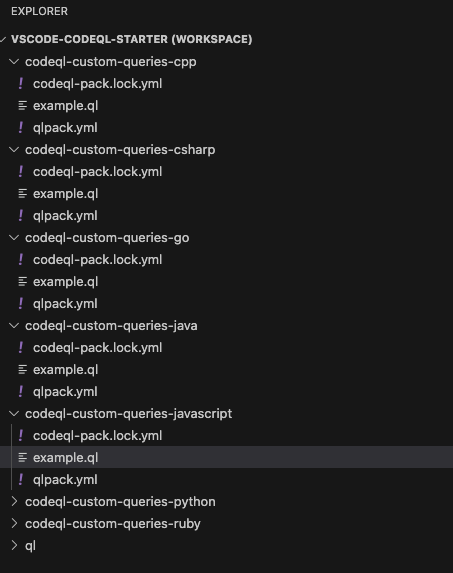 EXPLORER
VSCODE-CODEQL-STARTER (WORKSPACE)
codeql-custom-queries-cpp
! codeql-pack.lock.yml
example.ql
! qlpack.yml
codeql-custom-queries-csharp
! codeql-pack.lock.yml
example.ql
! qlpack.yml
codeql-custom-queries-go
! codeql-pack.lock.yml
example.ql
! qlpack.yml
codeql-custom-queries-java
! codeql-pack.lock.yml
example.ql
! qlpack.yml
codeql-custom-queries-javascript
! codeql-pack.lock.yml
example.ql
! qlpack.yml
codeql-custom-queries-python
codeql-custom-queries-ruby
ql